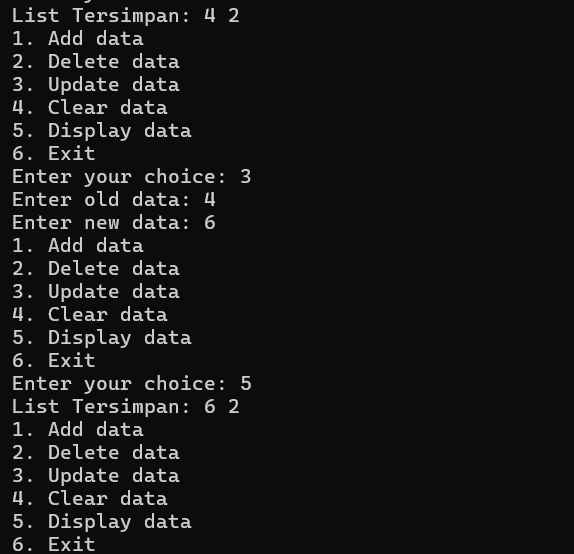 List Tersimpan: 4 2
1. Add data
2. Delete data
3. Update data
4. Clear data
5. Display data
6. Exit
Enter your choice: 3
Enter old data: 4
Enter new data: 6
1. Add data
2. Delete data
3. Update data
4. Clear data
5. Display data
6. Exit
Enter your choice: 5
List Tersimpan: 6 2
1. Add data
2. Delete data
3. Update data
4. Clear data
5. Display data
6. Exit